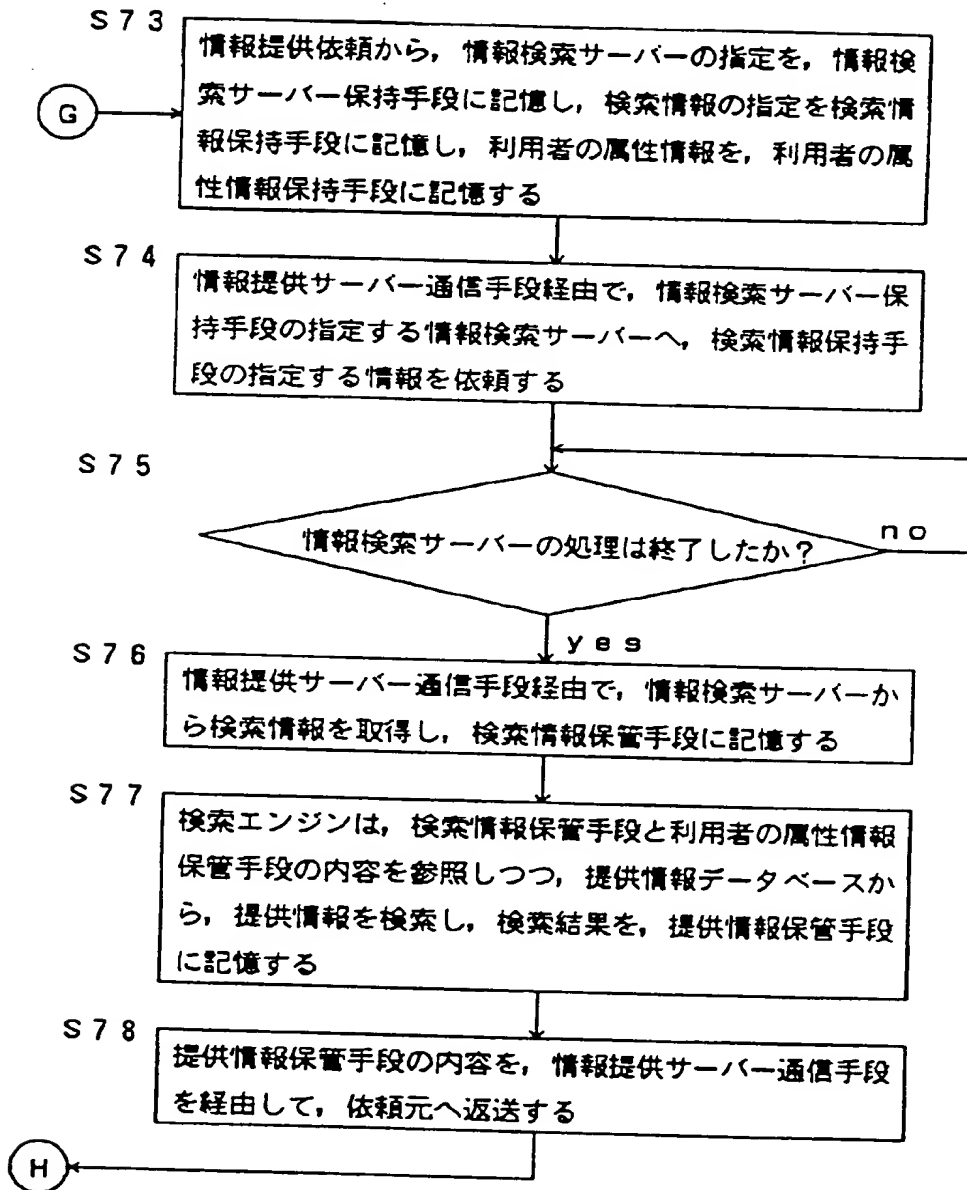 S73
情報提供依頼から，情報検索サーバーの指定を，情報検
索サーバー保持手段に記憶し，検索情報の指定を検索情
報保持手段に記憶し，利用者の属性情報を，利用者の属
性情報保持手段に記憶する
G
S74
情報提供サーバー通信手段経由で，情報検索サーバー保
持手段の指定する情報検索サーバーへ，検索情報保持手
段の指定する情報を依頼する
S75
情報検索サーバーの処理は終了したか？
no
yes
S76
情報提供サーバー通信手段経由で，情報検索サーバーか
ら検索情報を取得し，検索情報保管手段に記憶する
S77
検索エンジンは，検索情報保管手段と利用者の属性情報
保管手段の内容を参照しつつ，提供情報データベースか
ら，提供情報を検索し，検索結果を，提供情報保管手段
に記憶する
S78
提供情報保管手段の内容を，情報提供サーバー通信手段
を経由して，依頼元へ返送する
H